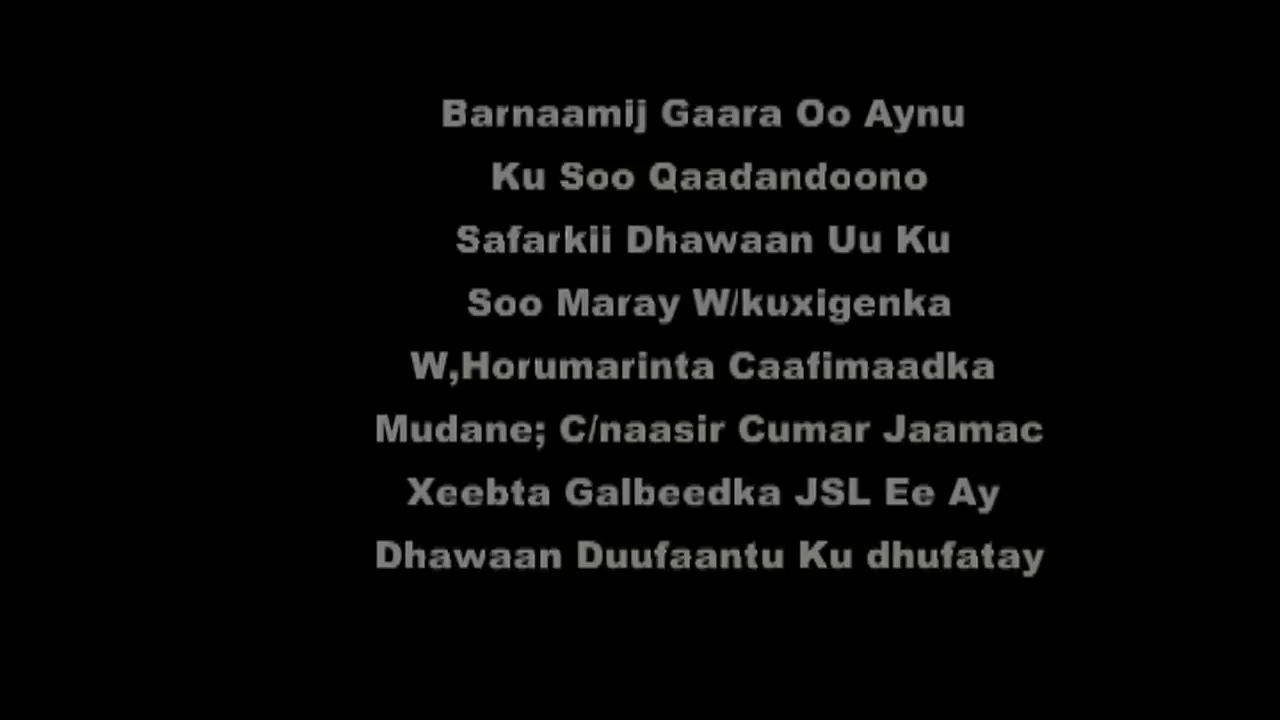 Barnaamij Gaara Oo Aynu
Ku Soo Qaadandoono
Safarkii Dhawaan Uu Ku
Soo Maray W/kuxigenka
W,Horumarinta Caafimaadka
Mudane; C/naasir Cumar Jaamac
Xeebta Galbeedka JSL Ee Ay
Dhawaan Duufaantu Ku dhufatay